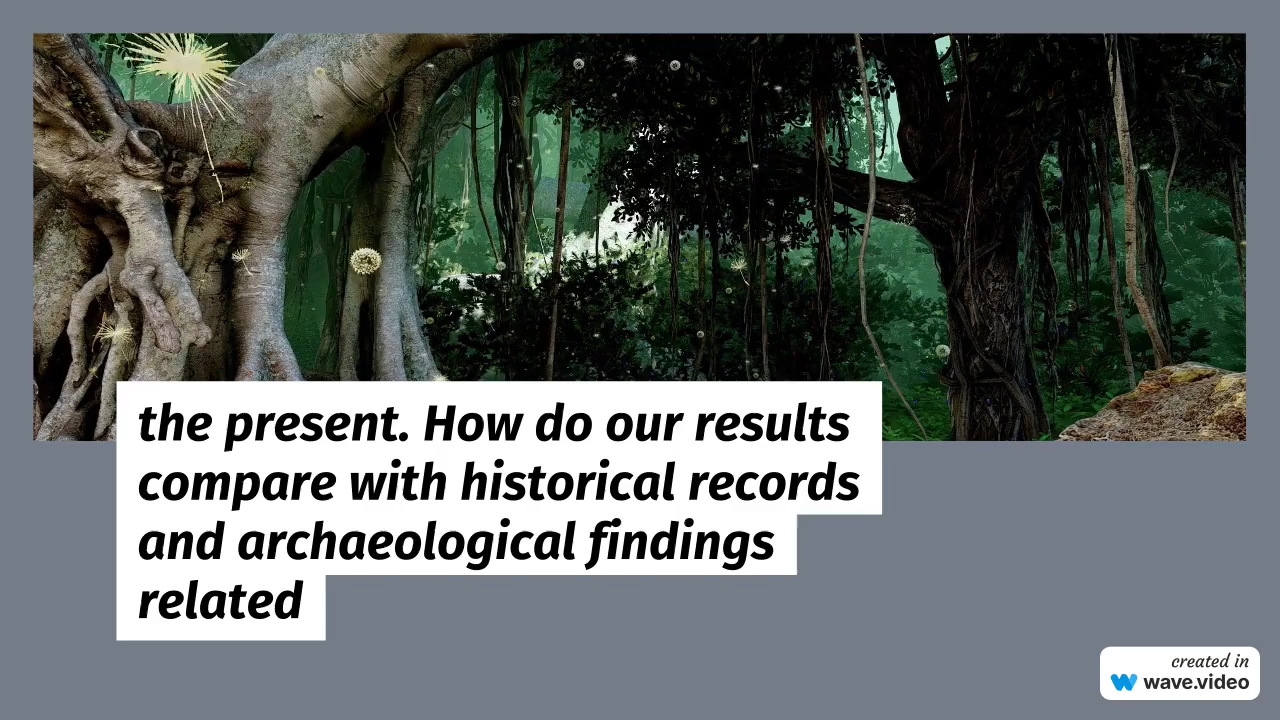 the present. How do our results
compare with historical records
and archaeological findings
related
created in
wave.video